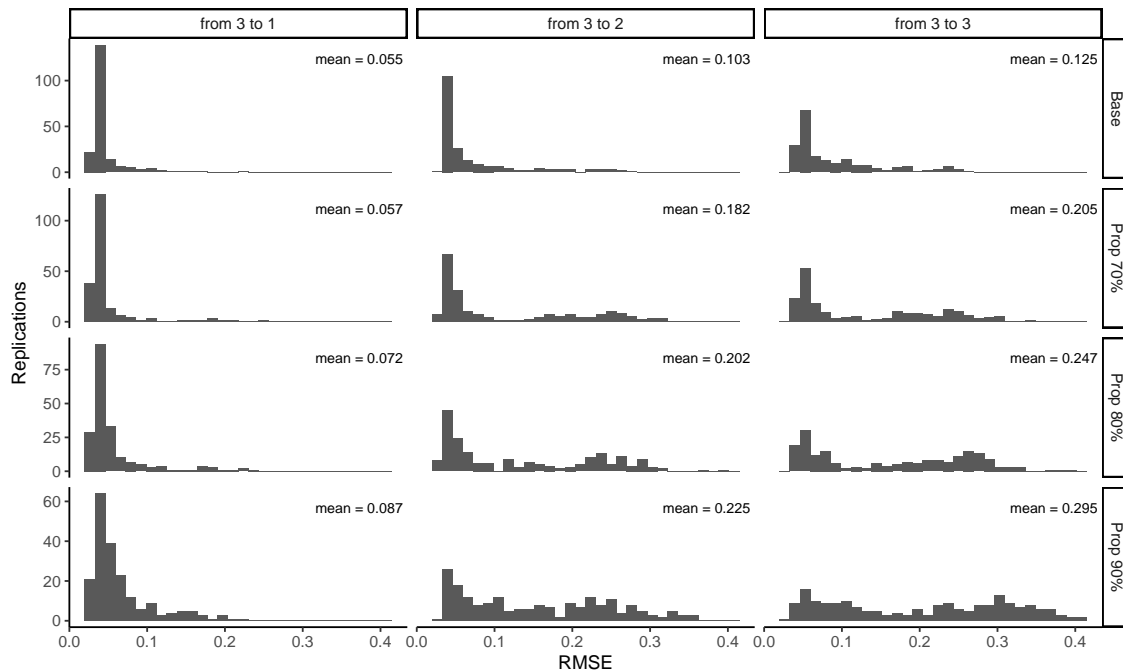 from 3 to 1 from 3 to 2 from 3 to 3
mean = 0.055 mean = 0.103 mean = 0.125
Base
100
50
0
mean = 0.057 mean = 0.182 mean = 0.205
Prop 70%
100
50
0
Replications
mean = 0.072 mean = 0.202 mean = 0.247
Prop 80%
75
50
25
0
mean = 0.087 mean = 0.225 mean = 0.295
Prop 90%
60
40
20
0
0.0 0.1 0.2 0.3 0.4 0.0 0.1 0.2 0.3 0.4 0.0 0.1 0.2 0.3 0.4
RMSE